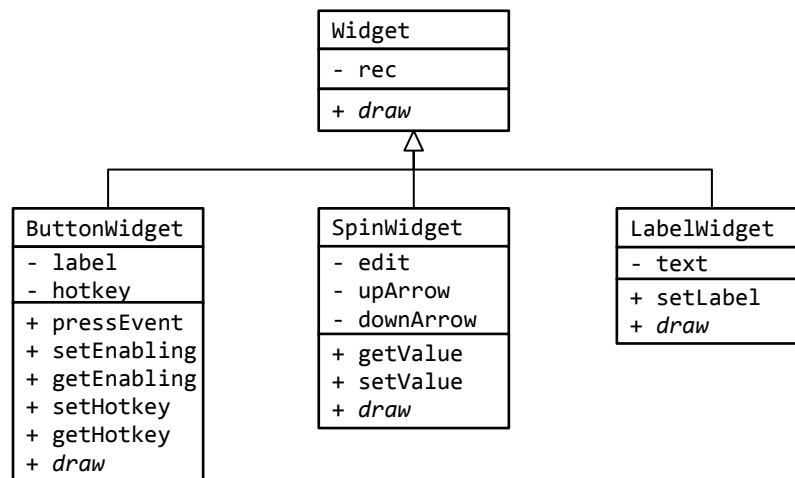 Widget
- rec
+ draw
ButtonWidget
- label
- hotkey
+ pressEvent
+ setEnabling
+ getEnabling
+ setHotkey
+ getHotkey
+ draw
SpinWidget
- edit
- upArrow
- downArrow
+ getValue
+ setValue
+ draw
LabelWidget
- text
+ setLabel
+ draw